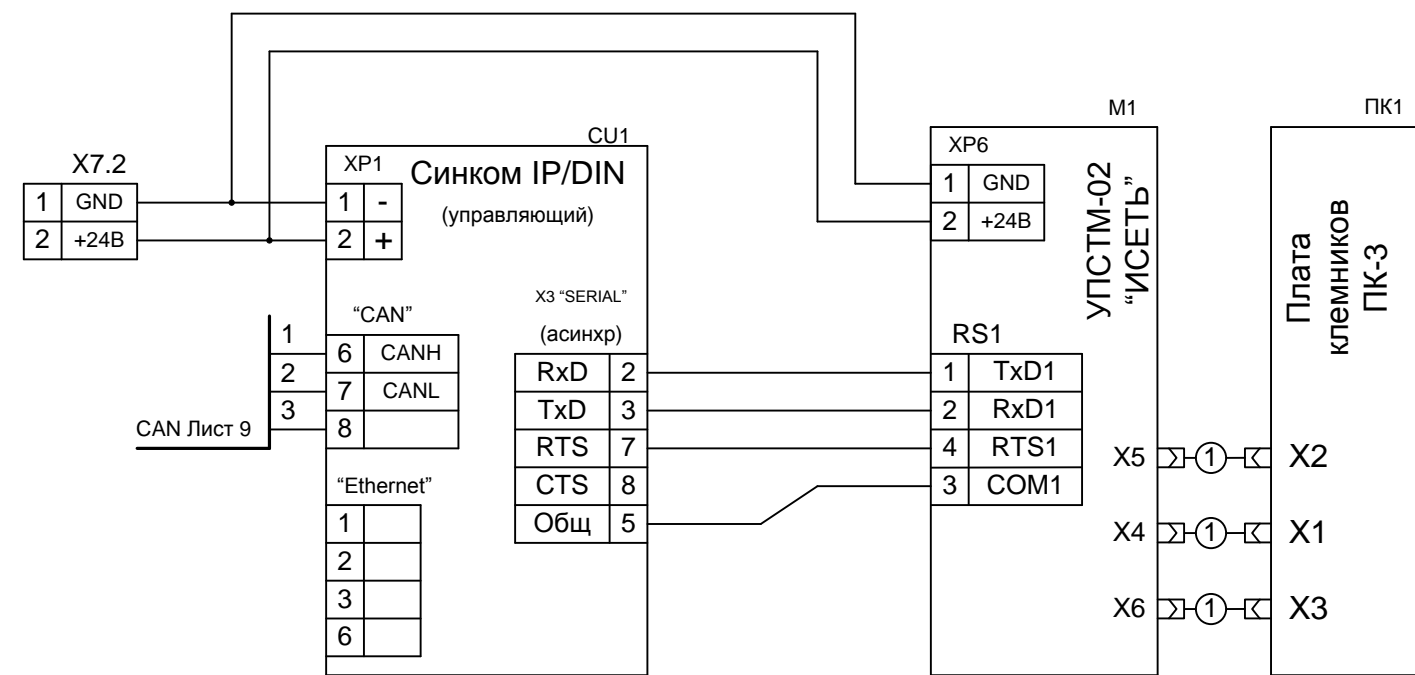 X7.2
1 GND
2 +24В
CAN Лист 9
1
2
3
CU1
XP1
1 -
2 +
Синком IP/DIN
(управляющий)
“CAN”
6 CANH
7 CANL
8
“Ethernet”
1
2
3
6
X3 “SERIAL”
(асинхр)
RxD 2
TxD 3
RTS 7
CTS 8
Общ 5
М1
XP6
1 GND
2 +24В
УПСТМ-02
“ИСЕТЬ”
RS1
1 TxD1
2 RxD1
4 RTS1
3 COM1
X5 1 X2
X4 1 X1
X6 1 X3
ПК1
Плата
клемников
ПК-3